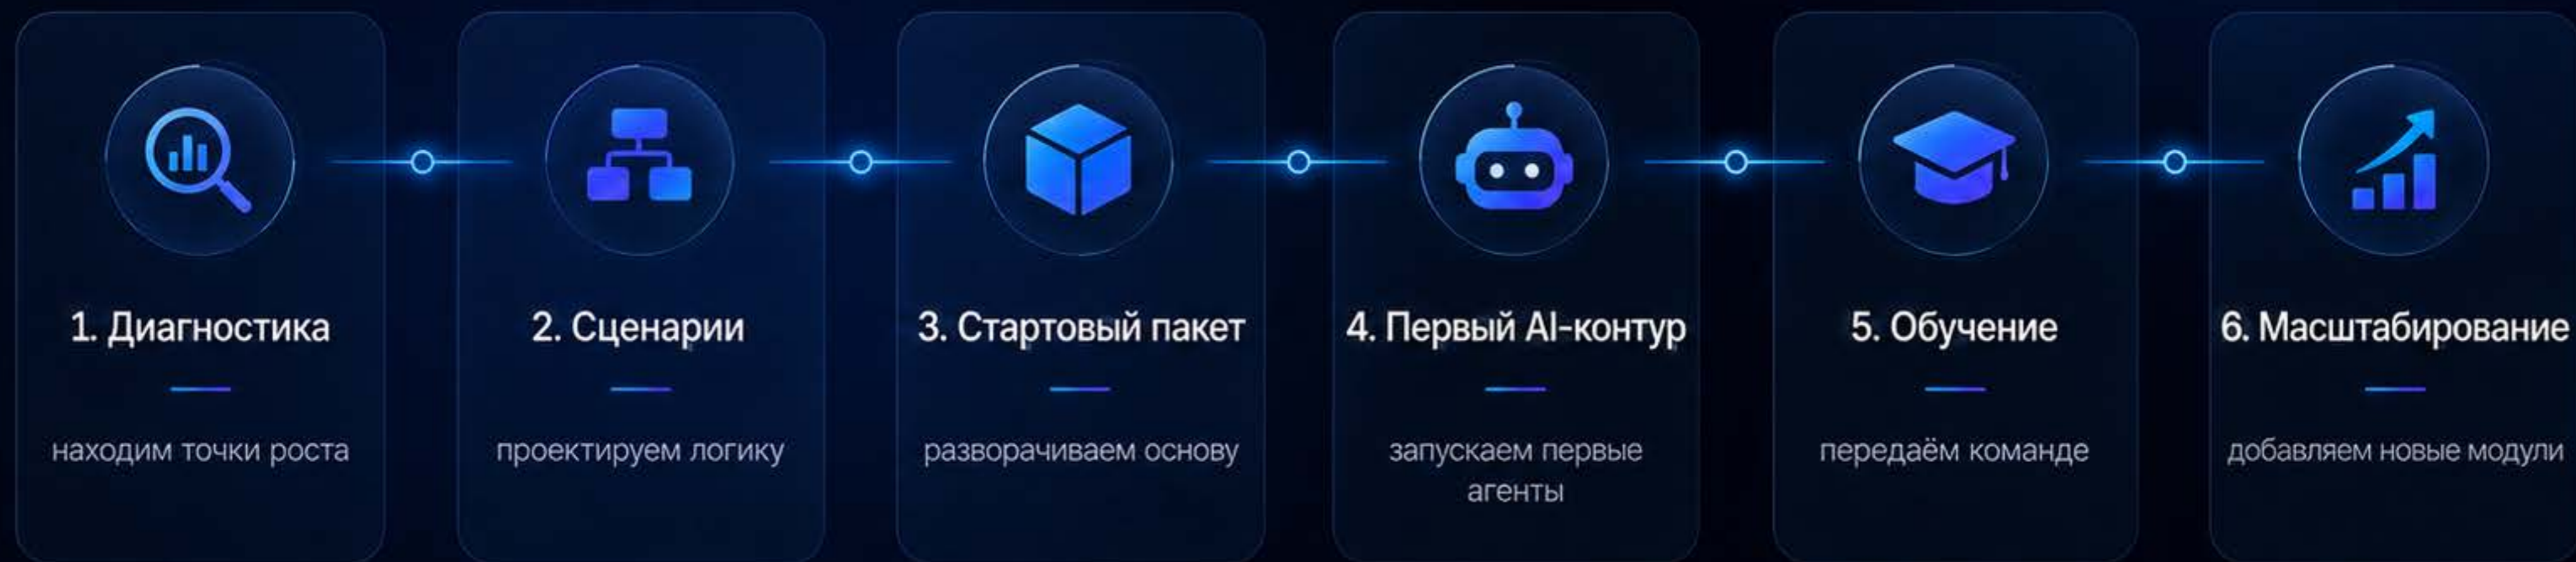 1. Диагностика
находим точки роста
2. Сценарии
проектируем логику
3. Стартовый пакет
разворачиваем основу
4. Первый AI-контур
запускаем первые
агенты
5. Обучение
передаём команде
6. Масштабирование
добавляем новые модули